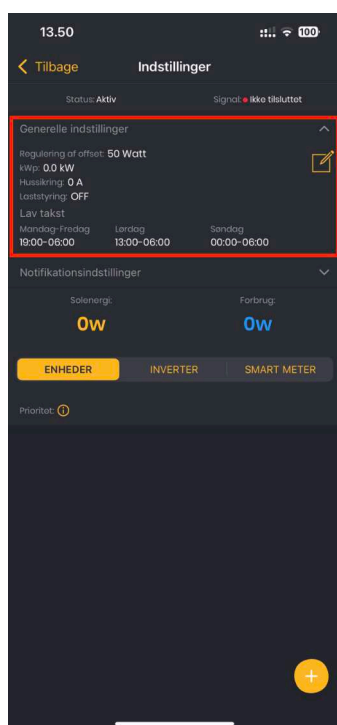 13.50
100
Tilbage
Indstillinger
Status: Aktiv
Signal: Ikke tilsluttet
Generelle indstillinger
Regulering af offset: 50 Watt
kWp: 0.0 kW
Hussikring: 0 A
Laststyring: OFF
Lav takst
Mandag-Fredag Lørdag Søndag
19:00-06:00 13:00-06:00 00:00-06:00
Notifikationsindstillinger
Solenergi: Forbrug:
0w 0w
ENHEDER INVERTER SMART METER
Prioritet: